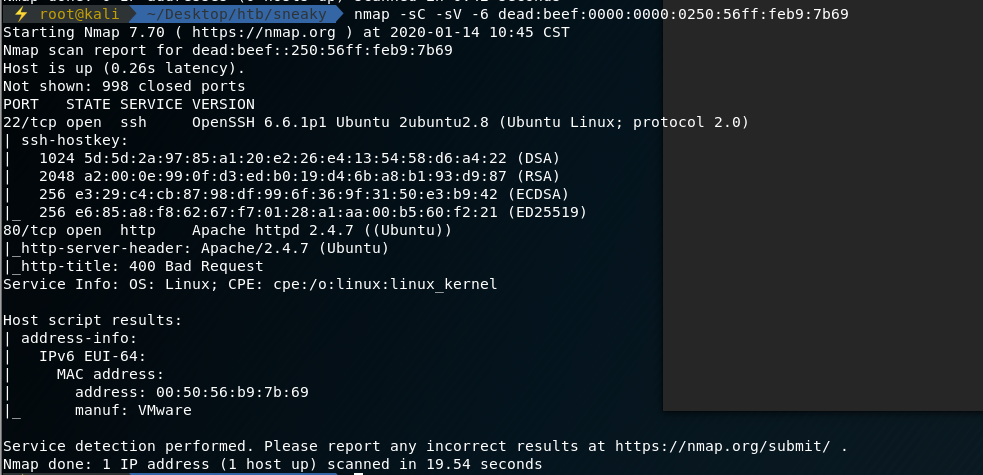 ⚡ root@kali ~/Desktop/htb/sneaky nmap -sC -sV -6 dead:beef:0000:0000:0250:56ff:feb9:7b69
Starting Nmap 7.70 ( https://nmap.org ) at 2020-01-14 10:45 CST
Nmap scan report for dead:beef::250:56ff:feb9:7b69
Host is up (0.26s latency).
Not shown: 998 closed ports
PORT   STATE SERVICE VERSION
22/tcp open  ssh     OpenSSH 6.6.1p1 Ubuntu 2ubuntu2.8 (Ubuntu Linux; protocol 2.0)
| ssh-hostkey:
|   1024 5d:5d:2a:97:85:a1:20:e2:26:e4:13:54:58:d6:a4:22 (DSA)
|   2048 a2:00:0e:99:0f:d3:ed:b0:19:d4:6b:a8:b1:93:d9:87 (RSA)
|   256 e3:29:c4:cb:87:98:df:99:6f:36:9f:31:50:e3:b9:42 (ECDSA)
|_  256 e6:85:a8:f8:62:67:f7:01:28:a1:aa:00:b5:60:f2:21 (ED25519)
80/tcp open  http    Apache httpd 2.4.7 ((Ubuntu))
|_http-server-header: Apache/2.4.7 (Ubuntu)
|_http-title: 400 Bad Request
Service Info: OS: Linux; CPE: cpe:/o:linux:linux_kernel

Host script results:
| address-info:
|   IPv6 EUI-64:
|     MAC address:
|       address: 00:50:56:b9:7b:69
|_      manuf: VMware

Service detection performed. Please report any incorrect results at https://nmap.org/submit/ .
Nmap done: 1 IP address (1 host up) scanned in 19.54 seconds